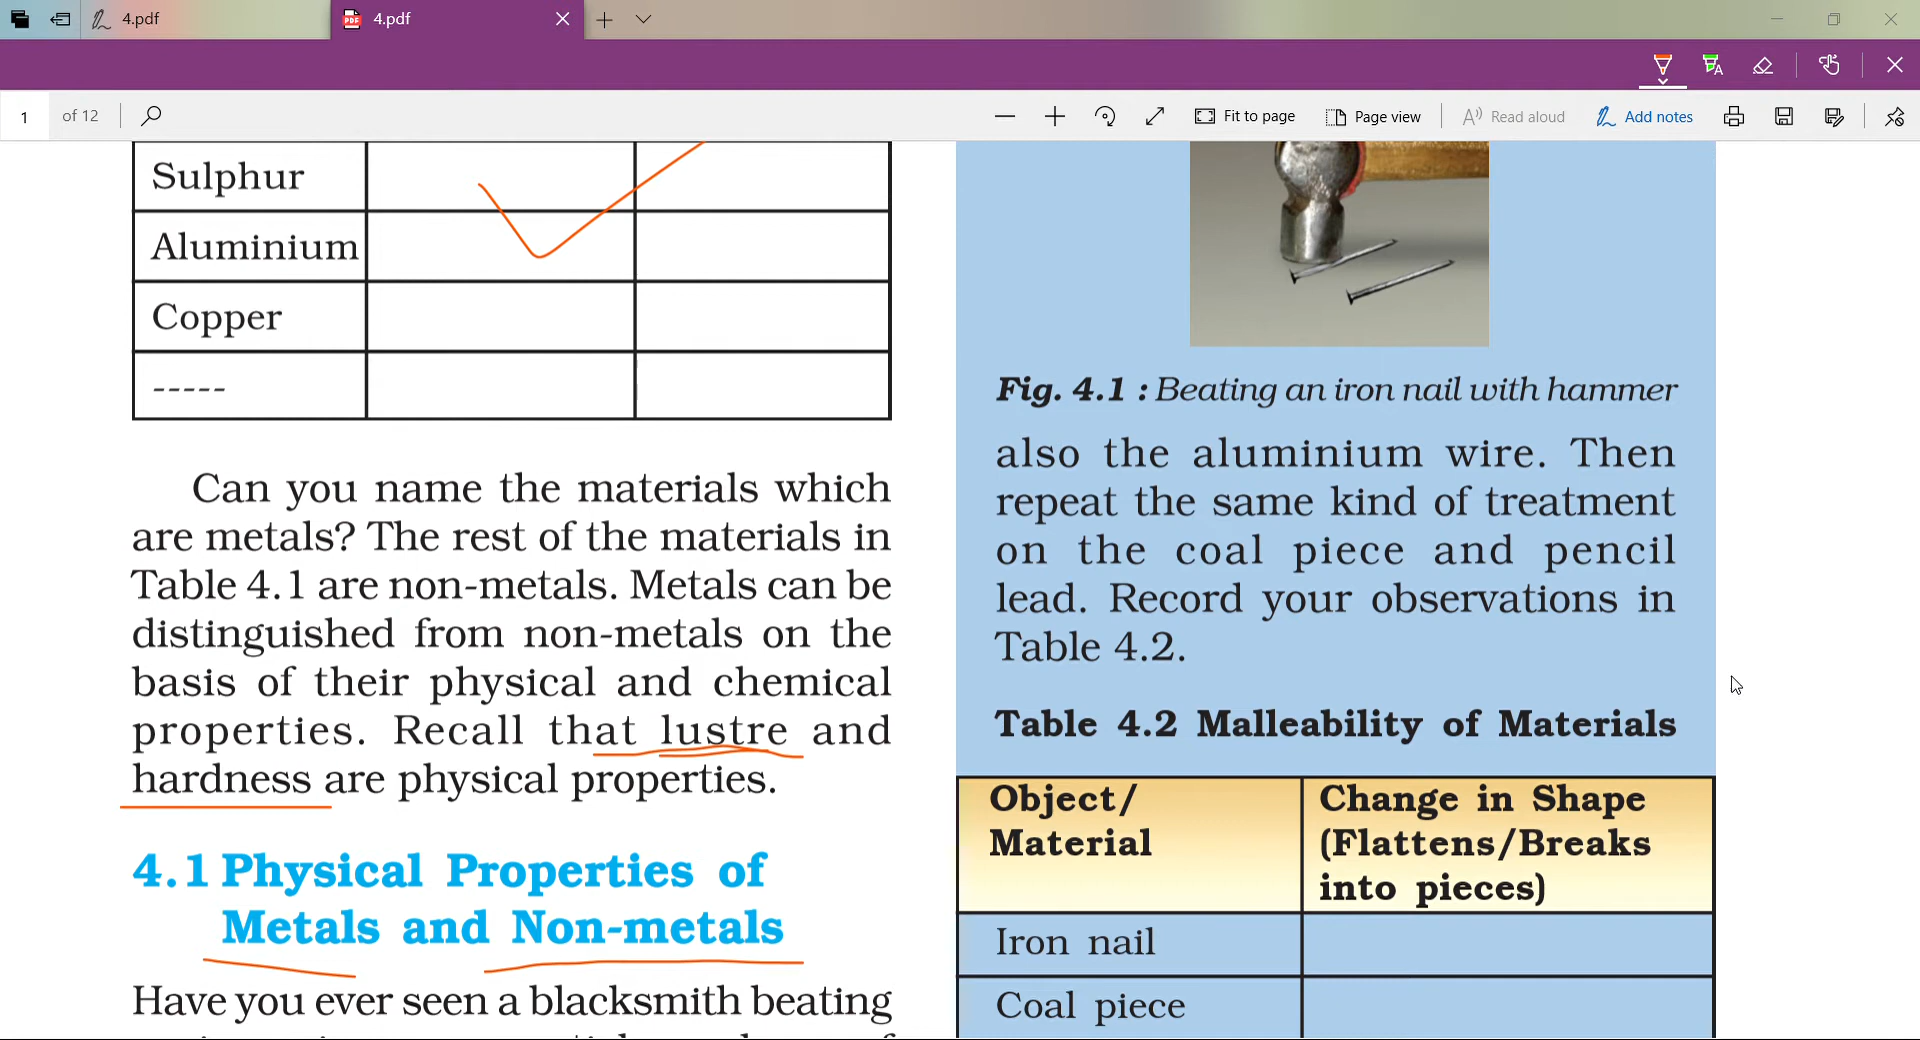 4.pdf
4.pdf
1 of 12
Fit to page
Page view
Read aloud
Add notes
Sulphur
Aluminium
Copper
-----
Can you name the materials which
are metals? The rest of the materials in
Table 4.1 are non-metals. Metals can be
distinguished from non-metals on the
basis of their physical and chemical
properties. Recall that lustre and
hardness are physical properties.
4.1 Physical Properties of
Metals and Non-metals
Have you ever seen a blacksmith beating
Fig. 4.1 : Beating an iron nail with hammer
also the aluminium wire. Then
repeat the same kind of treatment
on the coal piece and pencil
lead. Record your observations in
Table 4.2.
Table 4.2 Malleability of Materials
Object/
Material
Change in Shape
(Flattens/Breaks
into pieces)
Iron nail
Coal piece